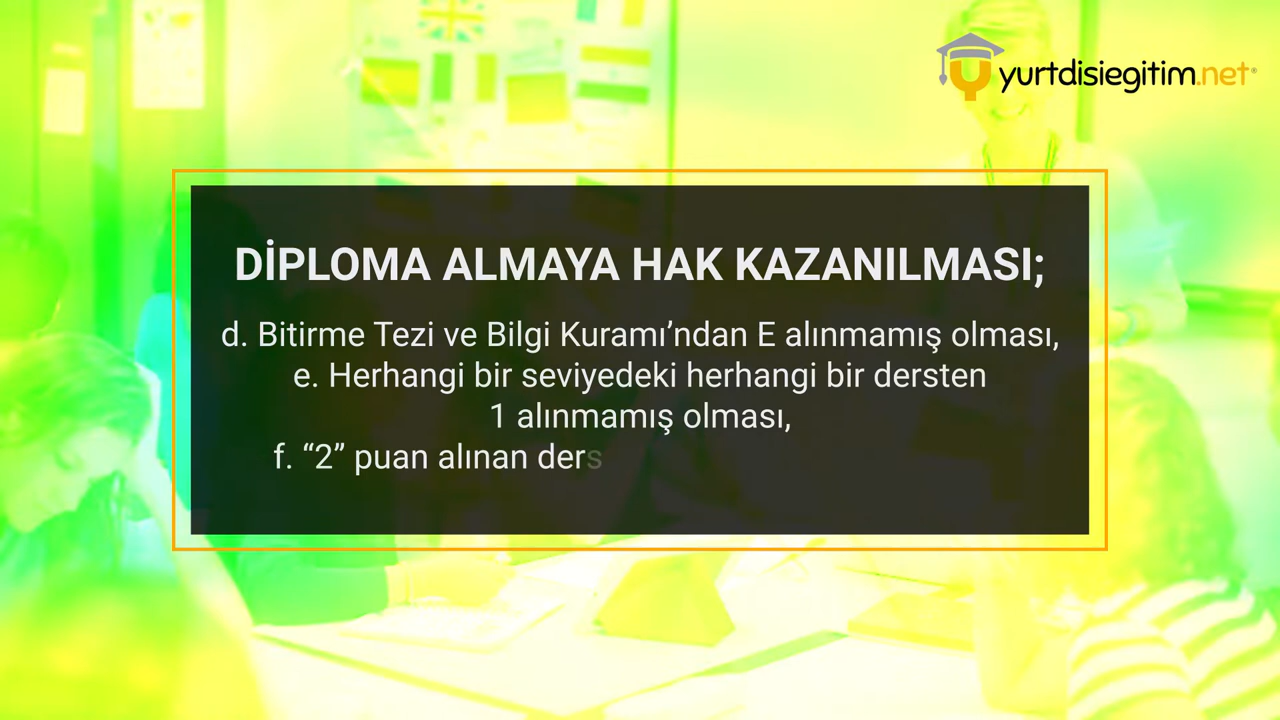 yurtdisiegitim.net
DİPLOMA ALMAYA HAK KAZANILMASI;
d. Bitirme Tezi ve Bilgi Kuramı’ndan E alınmamış olması,
e. Herhangi bir seviyedeki herhangi bir dersten
1 alınmamış olması,
f. “2” puan alınan ders